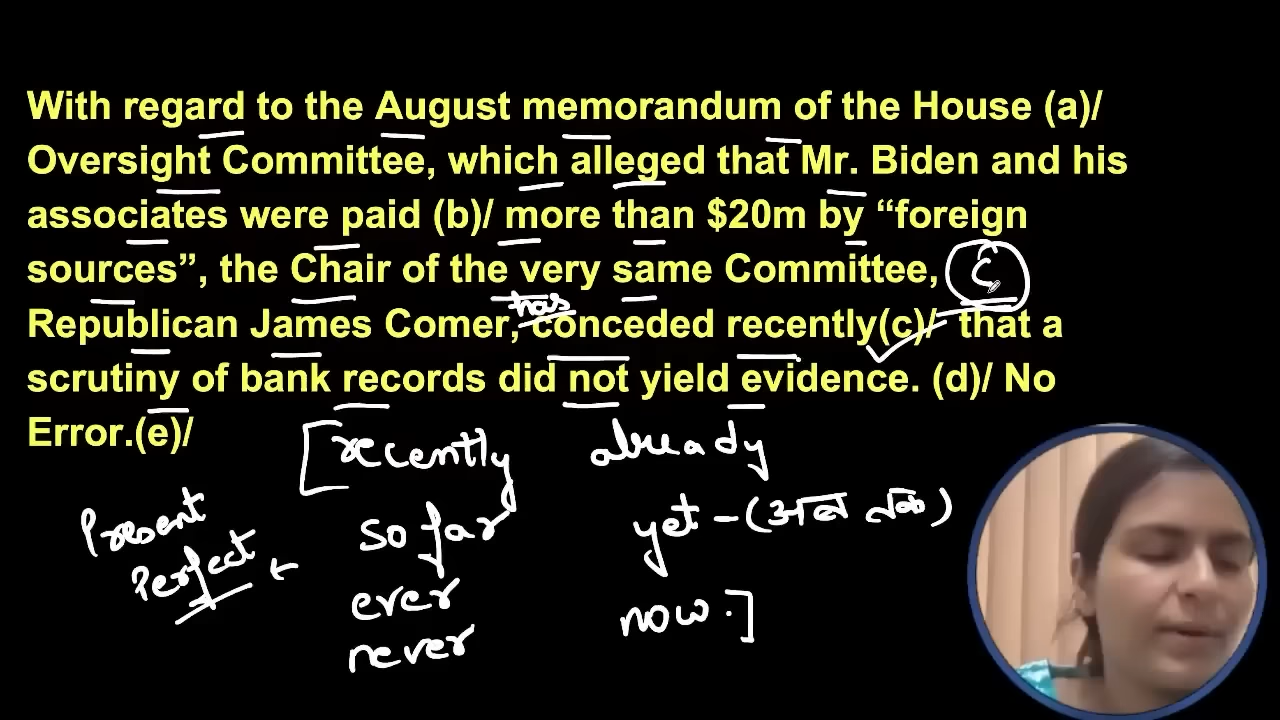 With regard to the August memorandum of the House (a)/
Oversight Committee, which alleged that Mr. Biden and his
associates were paid (b)/ more than $20m by “foreign
sources”, the Chair of the very same Committee, C
has
Republican James Comer, conceded recently(c)/ that a
scrutiny of bank records did not yield evidence. (d)/ No
Error.(e)/
[recently already
Present Perfect so far yet - (अब तक)
ever now.]
never